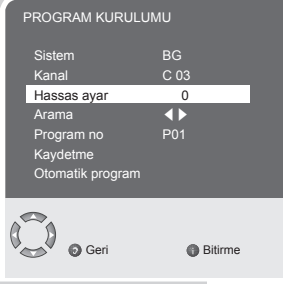 PROGRAM KURULUMU
Sistem BG
Kanal C 03
Hassas ayar 0
Arama
Program no P01
Kaydetme
Otomatik program
Geri Bitirme